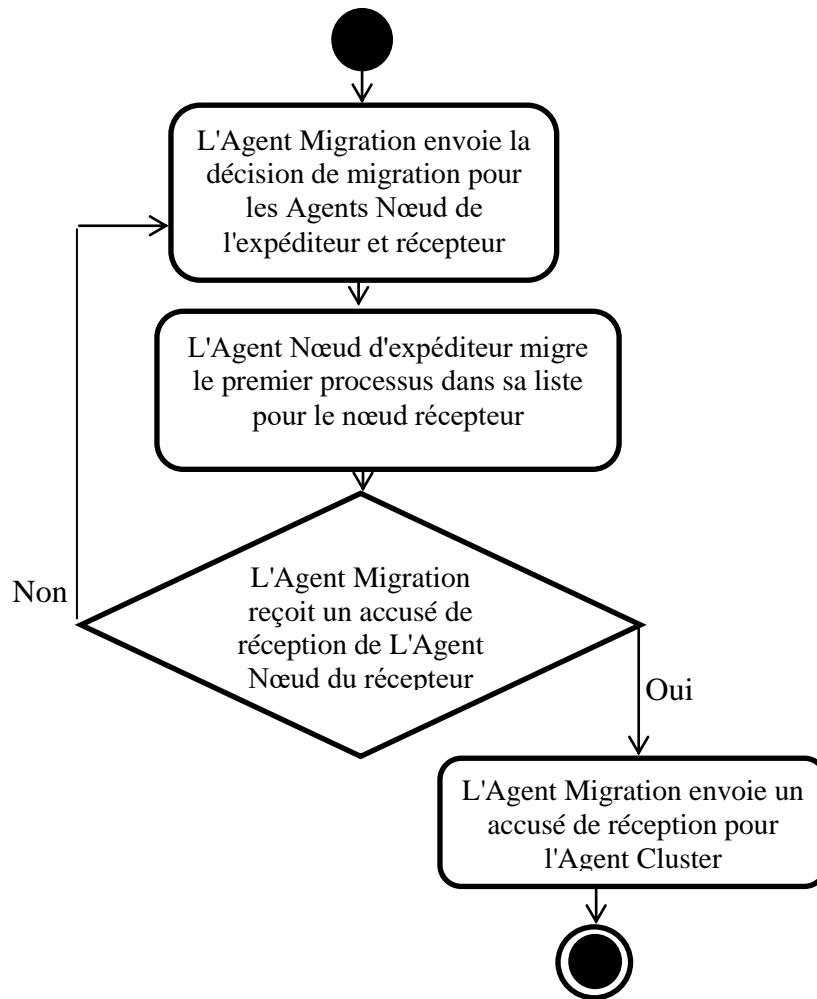 L'Agent Migration envoie la
décision de migration pour
les Agents Nœud de
l'expéditeur et récepteur
L'Agent Nœud d'expéditeur migre
le premier processus dans sa liste
pour le nœud récepteur
Non
L'Agent Migration
reçoit un accusé de
réception de L'Agent
Nœud du récepteur
Oui
L'Agent Migration envoie un
accusé de réception pour
l'Agent Cluster